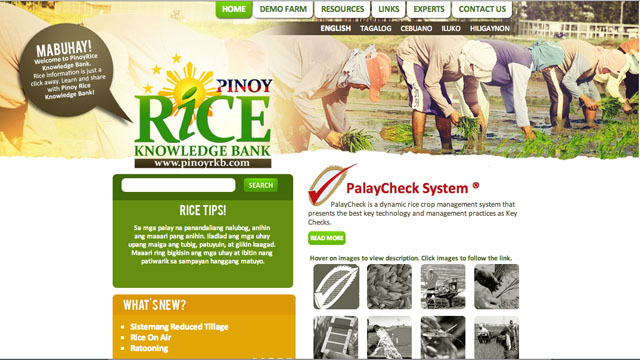 HOME DEMO FARM RESOURCES LINKS EXPERTS CONTACT US
ENGLISH TAGALOG CEBUANO ILUKO HILIGAYNON
MABUHAY!
Welcome to PinoyRice
Knowledge Bank.
Rice Information is just a
click away. Learn and share
with Pinoy Rice
Knowledge Bank!
PINOY
RiCE
KNOWLEDGE BANK
www.pinoyrkb.com
SEARCH
RICE TIPS!
Sa mga palay na panandaliang nalubog, anihin
ang maaari pang anihin. Iladlad ang mga uhay
upang maiga ang tubig, patuyuin, at giikin kaagad.
Maaari ring bigkisin ang mga uhay at ibitin nang
patiwarik sa sampayan hanggang matuyo.
WHAT'S NEW?
Sistemang Reduced Tillage
Rice On Air
Ratooning
PalayCheck System ®
PalayCheck is a dynamic rice crop management system that
presents the best key technology and management practices as Key
Checks.
READ MORE
Hover on images to view description. Click images to follow the link.